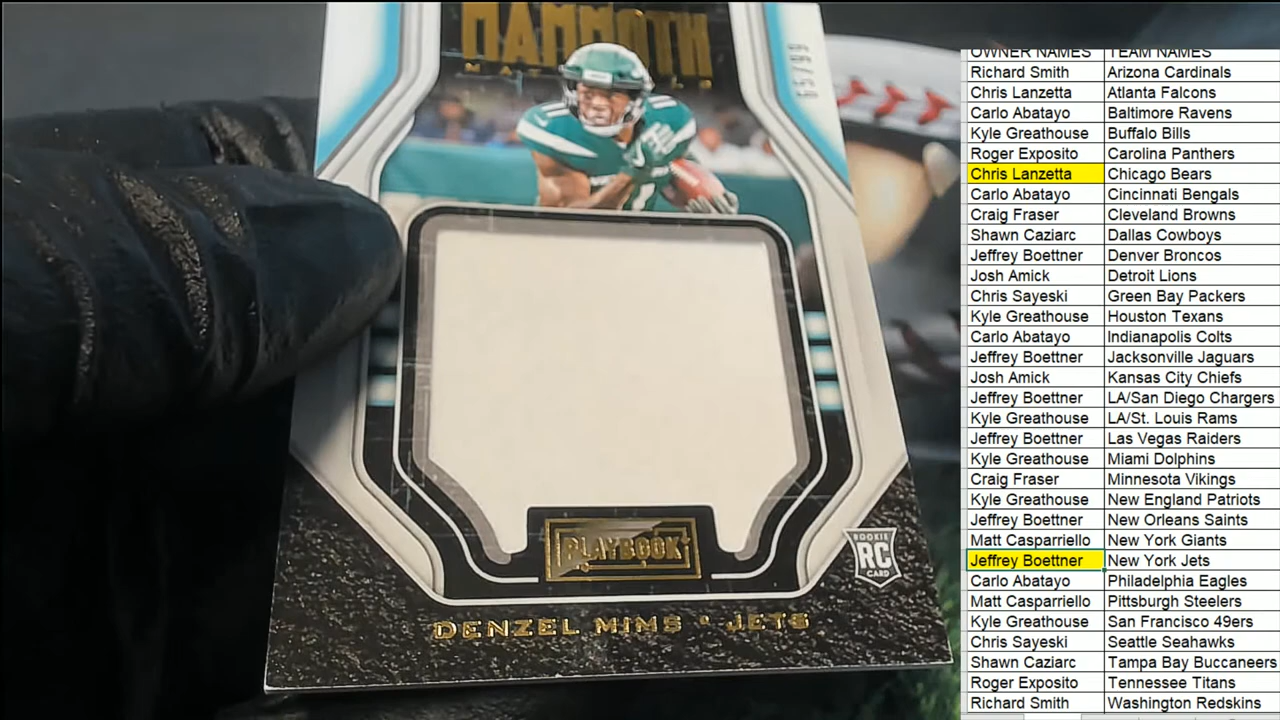 MAMMOTH
PLAYBOOK
ROOKIE
RC
CARD
DENZEL MIMS • JETS
OWNER NAMES TEAM NAMES
Richard Smith Arizona Cardinals
Chris Lanzetta Atlanta Falcons
Carlo Abatayo Baltimore Ravens
Kyle Greathouse Buffalo Bills
Roger Exposito Carolina Panthers
Chris Lanzetta Chicago Bears
Carlo Abatayo Cincinnati Bengals
Craig Fraser Cleveland Browns
Shawn Caziarc Dallas Cowboys
Jeffrey Boettner Denver Broncos
Josh Amick Detroit Lions
Chris Sayeski Green Bay Packers
Kyle Greathouse Houston Texans
Carlo Abatayo Indianapolis Colts
Jeffrey Boettner Jacksonville Jaguars
Josh Amick Kansas City Chiefs
Jeffrey Boettner LA/San Diego Chargers
Kyle Greathouse LA/St. Louis Rams
Jeffrey Boettner Las Vegas Raiders
Kyle Greathouse Miami Dolphins
Craig Fraser Minnesota Vikings
Kyle Greathouse New England Patriots
Jeffrey Boettner New Orleans Saints
Matt Casparriello New York Giants
Jeffrey Boettner New York Jets
Carlo Abatayo Philadelphia Eagles
Matt Casparriello Pittsburgh Steelers
Kyle Greathouse San Francisco 49ers
Chris Sayeski Seattle Seahawks
Shawn Caziarc Tampa Bay Buccaneers
Roger Exposito Tennessee Titans
Richard Smith Washington Redskins